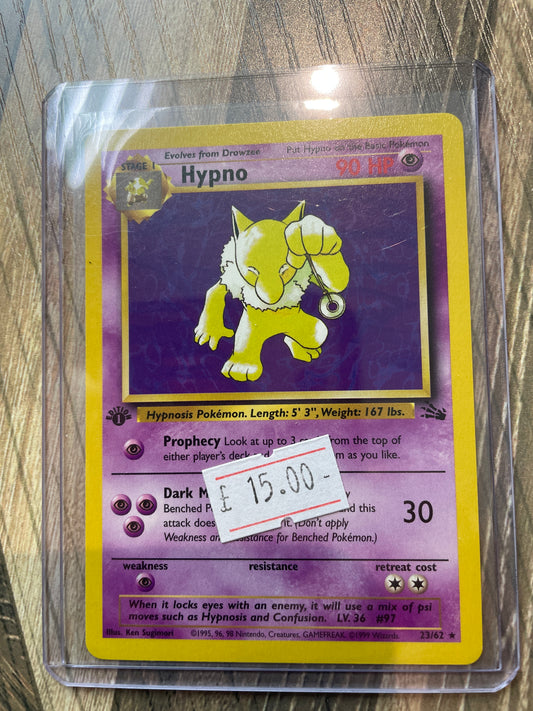 Evolves from Drowzee Put Hypno on the Basic Pokémon
STAGE 1
Hypno 90 HP
EDITION 1
Hypnosis Pokémon. Length: 5' 3", Weight: 167 lbs.
Prophecy Look at up to 3 from the top
of either player's deck and as you like.
Dark
Benched and this
attack does (Don't apply
Weakness and Resistance for Benched Pokémon.)
30
£ 15.00-
weakness resistance retreat cost
When it locks eyes with an enemy, it will use a mix of psi
moves such as Hypnosis and Confusion. LV. 36 #97
Illus. Ken Sugimori ©1995, 96, 98 Nintendo, Creatures, GAMEFREAK. ©1999 Wizards. 23/62 ★